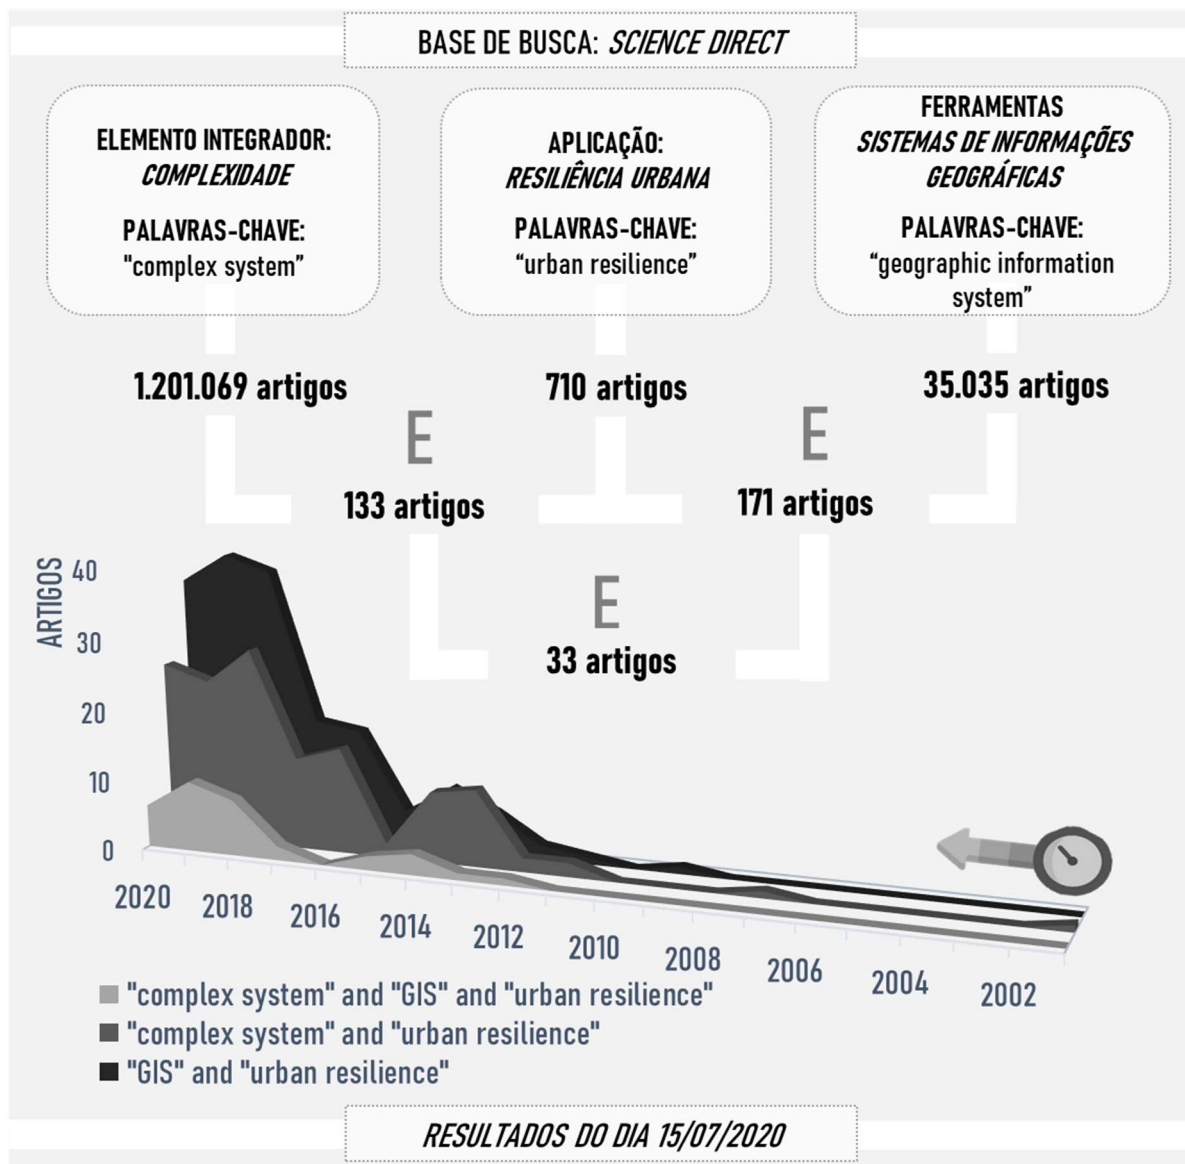 BASE DE BUSCA: SCIENCE DIRECT
ELEMENTO INTEGRADOR:
COMPLEXIDADE
PALAVRAS-CHAVE:
"complex system”
APLICAÇÃO:
RESILIÊNCIA URBANA
PALAVRAS-CHAVE:
“urban resilience”
FERRAMENTAS
SISTEMAS DE INFORMAÇÕES
GEOGRÁFICAS
PALAVRAS-CHAVE:
“geographic information
system”
1.201.069 artigos
710 artigos
35.035 artigos
E
E
133 artigos
171 artigos
E
33 artigos
ARTIGOS
40
30
20
10
0
2020
2018
2016
2014
2012
2010
2008
2006
2004
2002
"complex system" and "GIS" and "urban resilience"
"complex system" and "urban resilience"
"GIS" and "urban resilience"
RESULTADOS DO DIA 15/07/2020